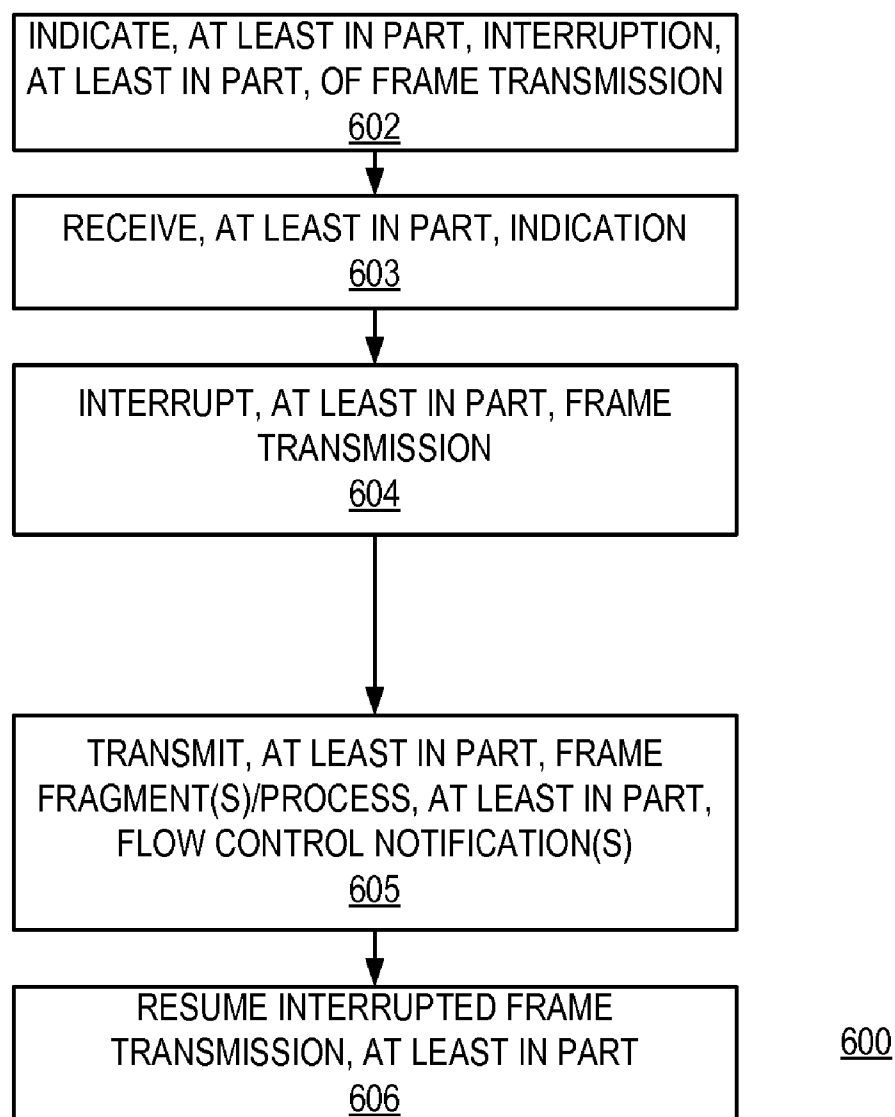 INDICATE, AT LEAST IN PART, INTERRUPTION,
AT LEAST IN PART, OF FRAME TRANSMISSION
602
RECEIVE, AT LEAST IN PART, INDICATION
603
INTERRUPT, AT LEAST IN PART, FRAME
TRANSMISSION
604
TRANSMIT, AT LEAST IN PART, FRAME
FRAGMENT(S)/PROCESS, AT LEAST IN PART,
FLOW CONTROL NOTIFICATION(S)
605
RESUME INTERRUPTED FRAME
TRANSMISSION, AT LEAST IN PART
606
600